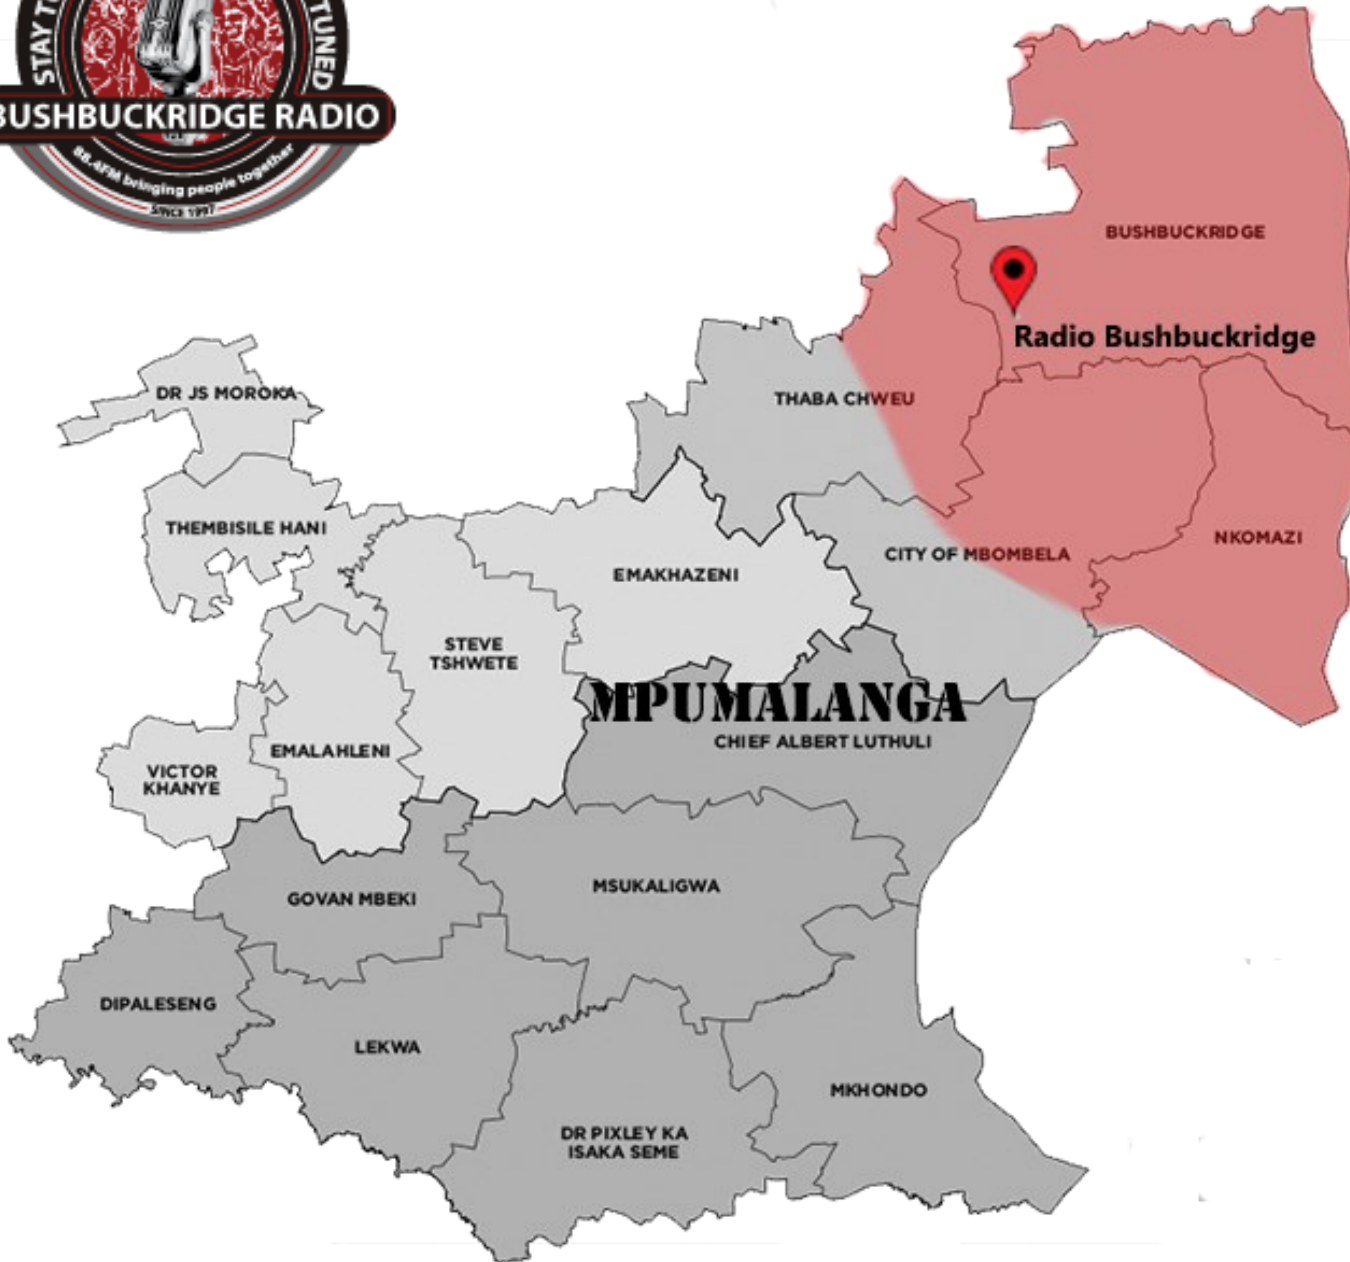 STAY T
TUNED
BUSHBUCKRIDGE RADIO
88.4FM bringing people together
SINCE 1997
BUSHBUCKRIDGE
Radio Bushbuckridge
DR JS MOROKA
THABA CHWEU
THEMBISILE HANI
NKOMAZI
CITY OF MBOMBELA
EMAKHAZENI
STEVE
TSHWETE
MPUMALANGA
CHIEF ALBERT LUTHULI
EMALAHLENI
VICTOR
KHANYE
MSUKALIGWA
GOVAN MBEKI
DIPALESENG
LEKWA
MKHONDO
DR PIXLEY KA
ISAKA SEME